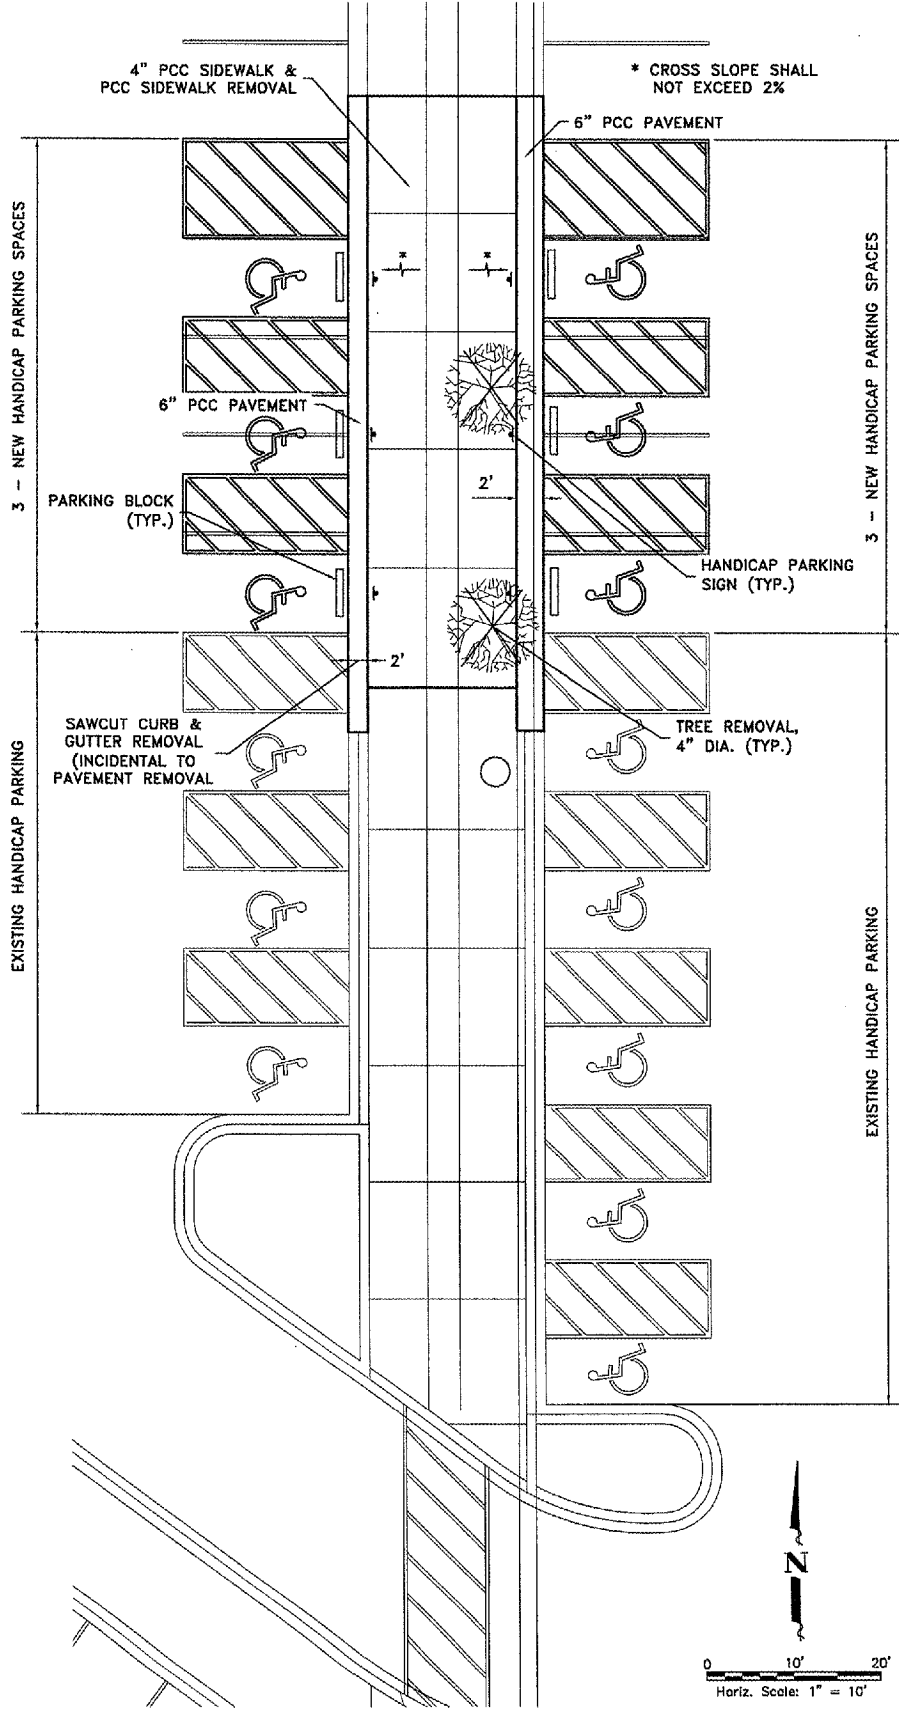 4" PCC SIDEWALK &
PCC SIDEWALK REMOVAL
* CROSS SLOPE SHALL
NOT EXCEED 2%
6" PCC PAVEMENT
3 - NEW HANDICAP PARKING SPACES
3 - NEW HANDICAP PARKING SPACES
*
*
6" PCC PAVEMENT
2'
PARKING BLOCK
(TYP.)
HANDICAP PARKING
SIGN (TYP.)
2'
SAWCUT CURB &
GUTTER REMOVAL
(INCIDENTAL TO
PAVEMENT REMOVAL
TREE REMOVAL,
4" DIA. (TYP.)
EXISTING HANDICAP PARKING
EXISTING HANDICAP PARKING
N
0 10' 20'
Horiz. Scale: 1" = 10'